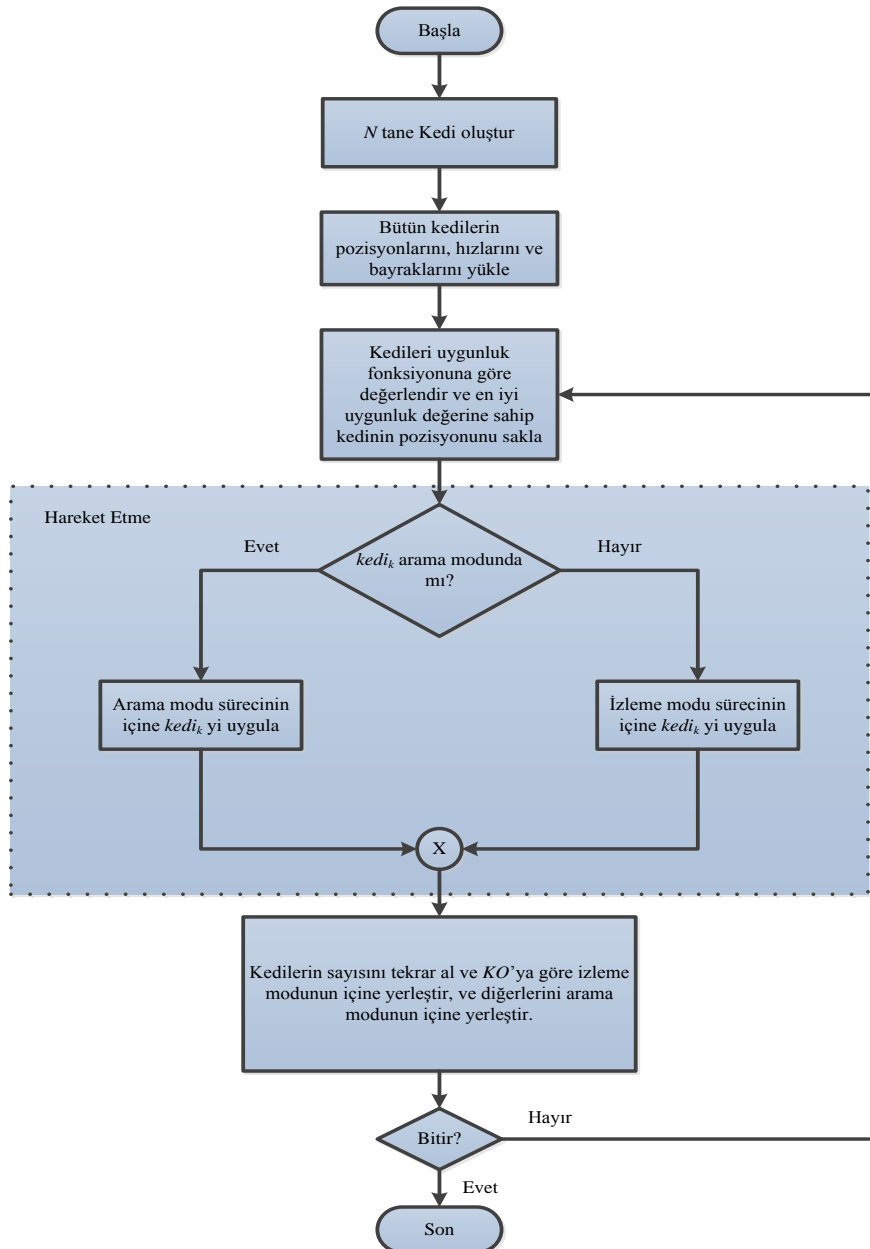 Başla
N tane Kedi oluştur
Bütün kedilerin
pozisyonlarını, hızlarını ve
bayraklarını yükle
Kedileri uygunluk
fonksiyonuna göre
değerlendir ve en iyi
uygunluk değerine sahip
kedinin pozisyonunu sakla
Hareket Etme
Evet
kediₖ arama modunda
mı?
Hayır
Arama modu sürecinin
içine kediₖ yi uygula
İzleme modu sürecinin
içine kediₖ yi uygula
X
Kedilerin sayısını tekrar al ve KO’ya göre izleme
modunun içine yerleştir, ve diğerlerini arama
modunun içine yerleştir.
Bitir?
Hayır
Evet
Son